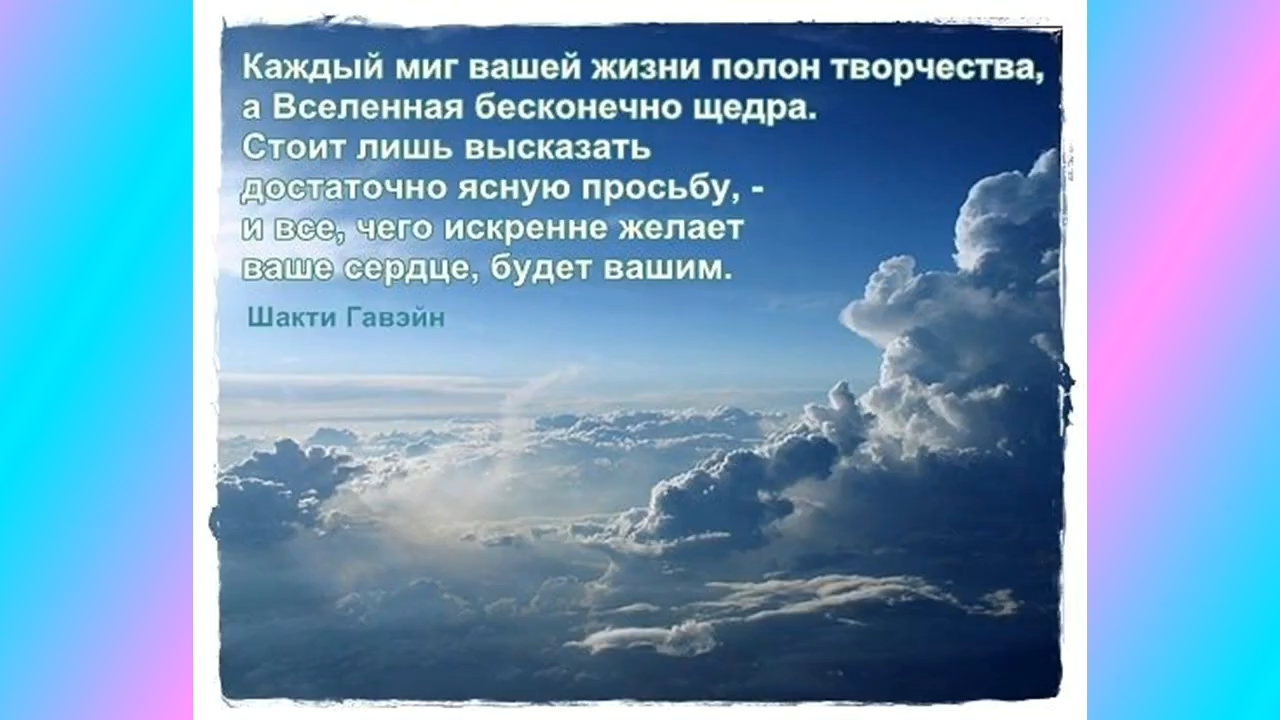 Каждый миг вашей жизни полон творчества,
а Вселенная бесконечно щедра.
Стоит лишь высказать
достаточно ясную просьбу, -
и все, чего искренне желает
ваше сердце, будет вашим.
Шакти Гавэйн